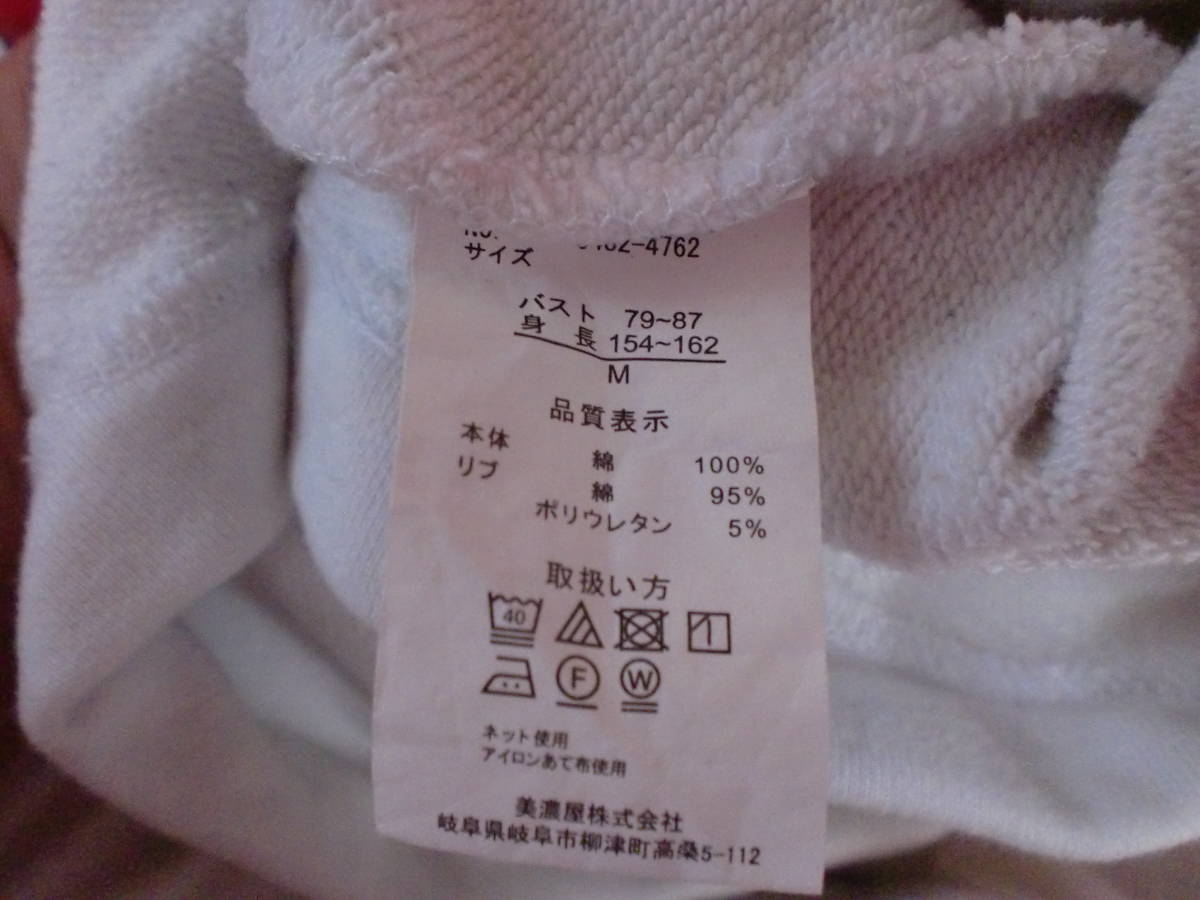 -4762
サイズ
バスト 79~87
身長 154~162
M
品質表示
本体 綿 100%
リブ 綿 95%
ポリウレタン 5%
取扱い方
40
F W
ネット使用
アイロンあて布使用
美濃屋株式会社
岐阜県岐阜市柳津町高桑5-112